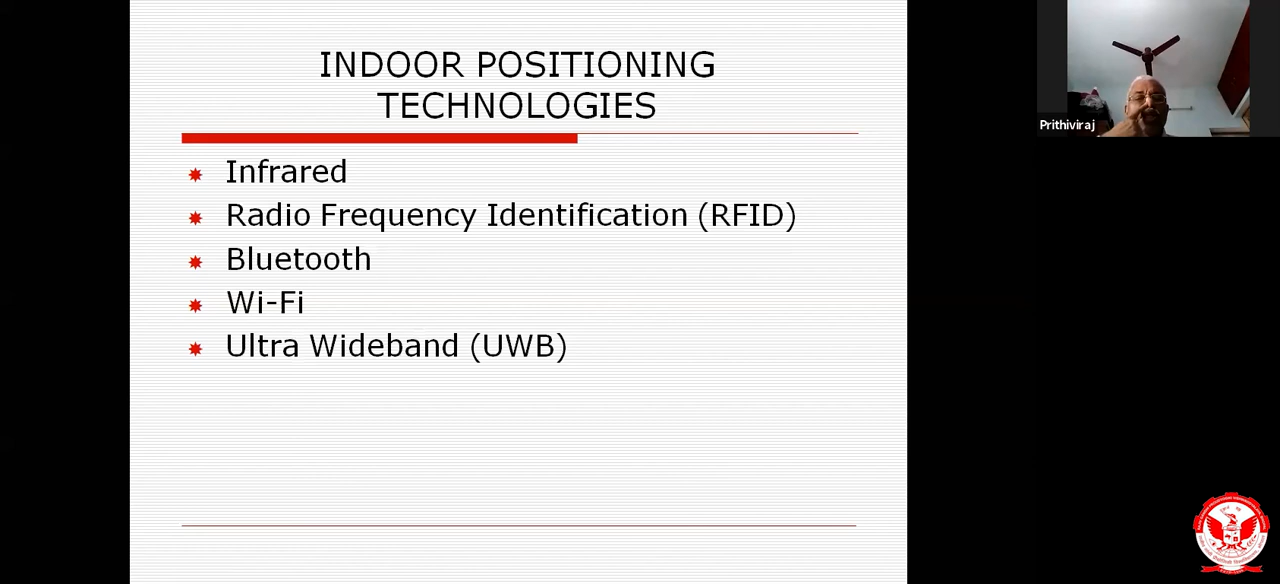 INDOOR POSITIONING
TECHNOLOGIES
Infrared
Radio Frequency Identification (RFID)
Bluetooth
Wi-Fi
Ultra Wideband (UWB)
Prithiviraj